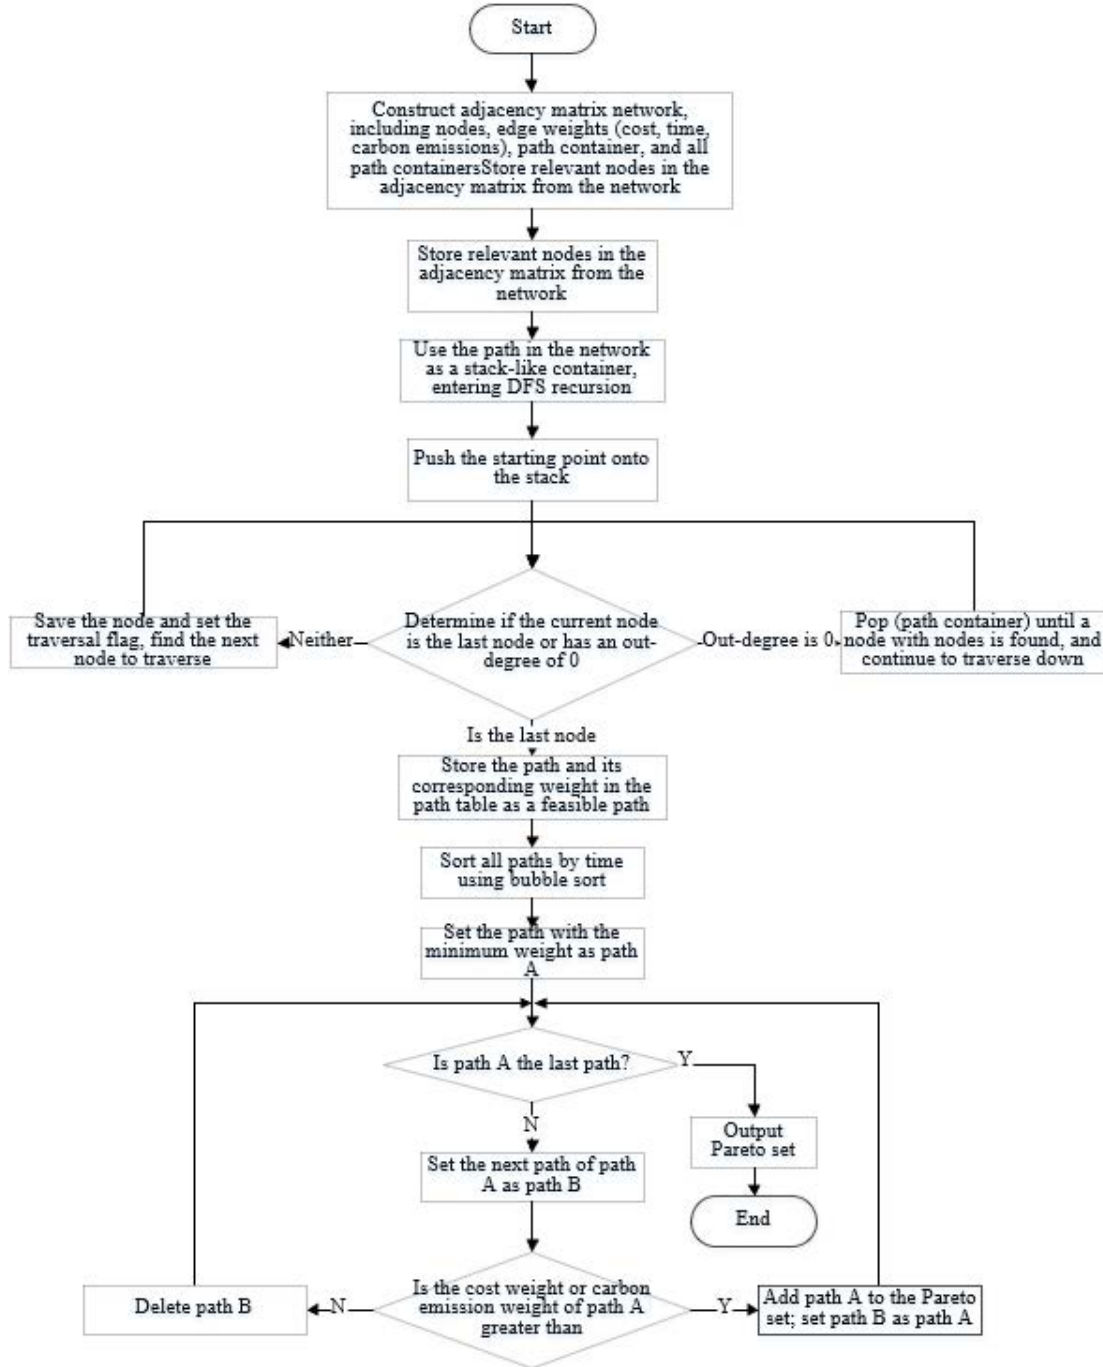 Start
Construct adjacency matrix network,
including nodes, edge weights (cost, time,
carbon emissions), path container, and all
path containersStore relevant nodes in the
adjacency matrix from the network
Store relevant nodes in the
adjacency matrix from the
network
Use the path in the network
as a stack-like container,
entering DFS recursion
Push the starting point onto
the stack
Save the node and set the
traversal flag, find the next
node to traverse
Neither
Determine if the current node
is the last node or has an out-
degree of 0
Out-degree is 0
Pop (path container) until a
node with nodes is found, and
continue to traverse down
Is the last node
Store the path and its
corresponding weight in the
path table as a feasible path
Sort all paths by time
using bubble sort
Set the path with the
minimum weight as path
A
Is path A the last path?
Y
N
Output
Pareto set
Set the next path of path
A as path B
End
Delete path B
N
Is the cost weight or carbon
emission weight of path A
greater than
Y
Add path A to the Pareto
set; set path B as path A